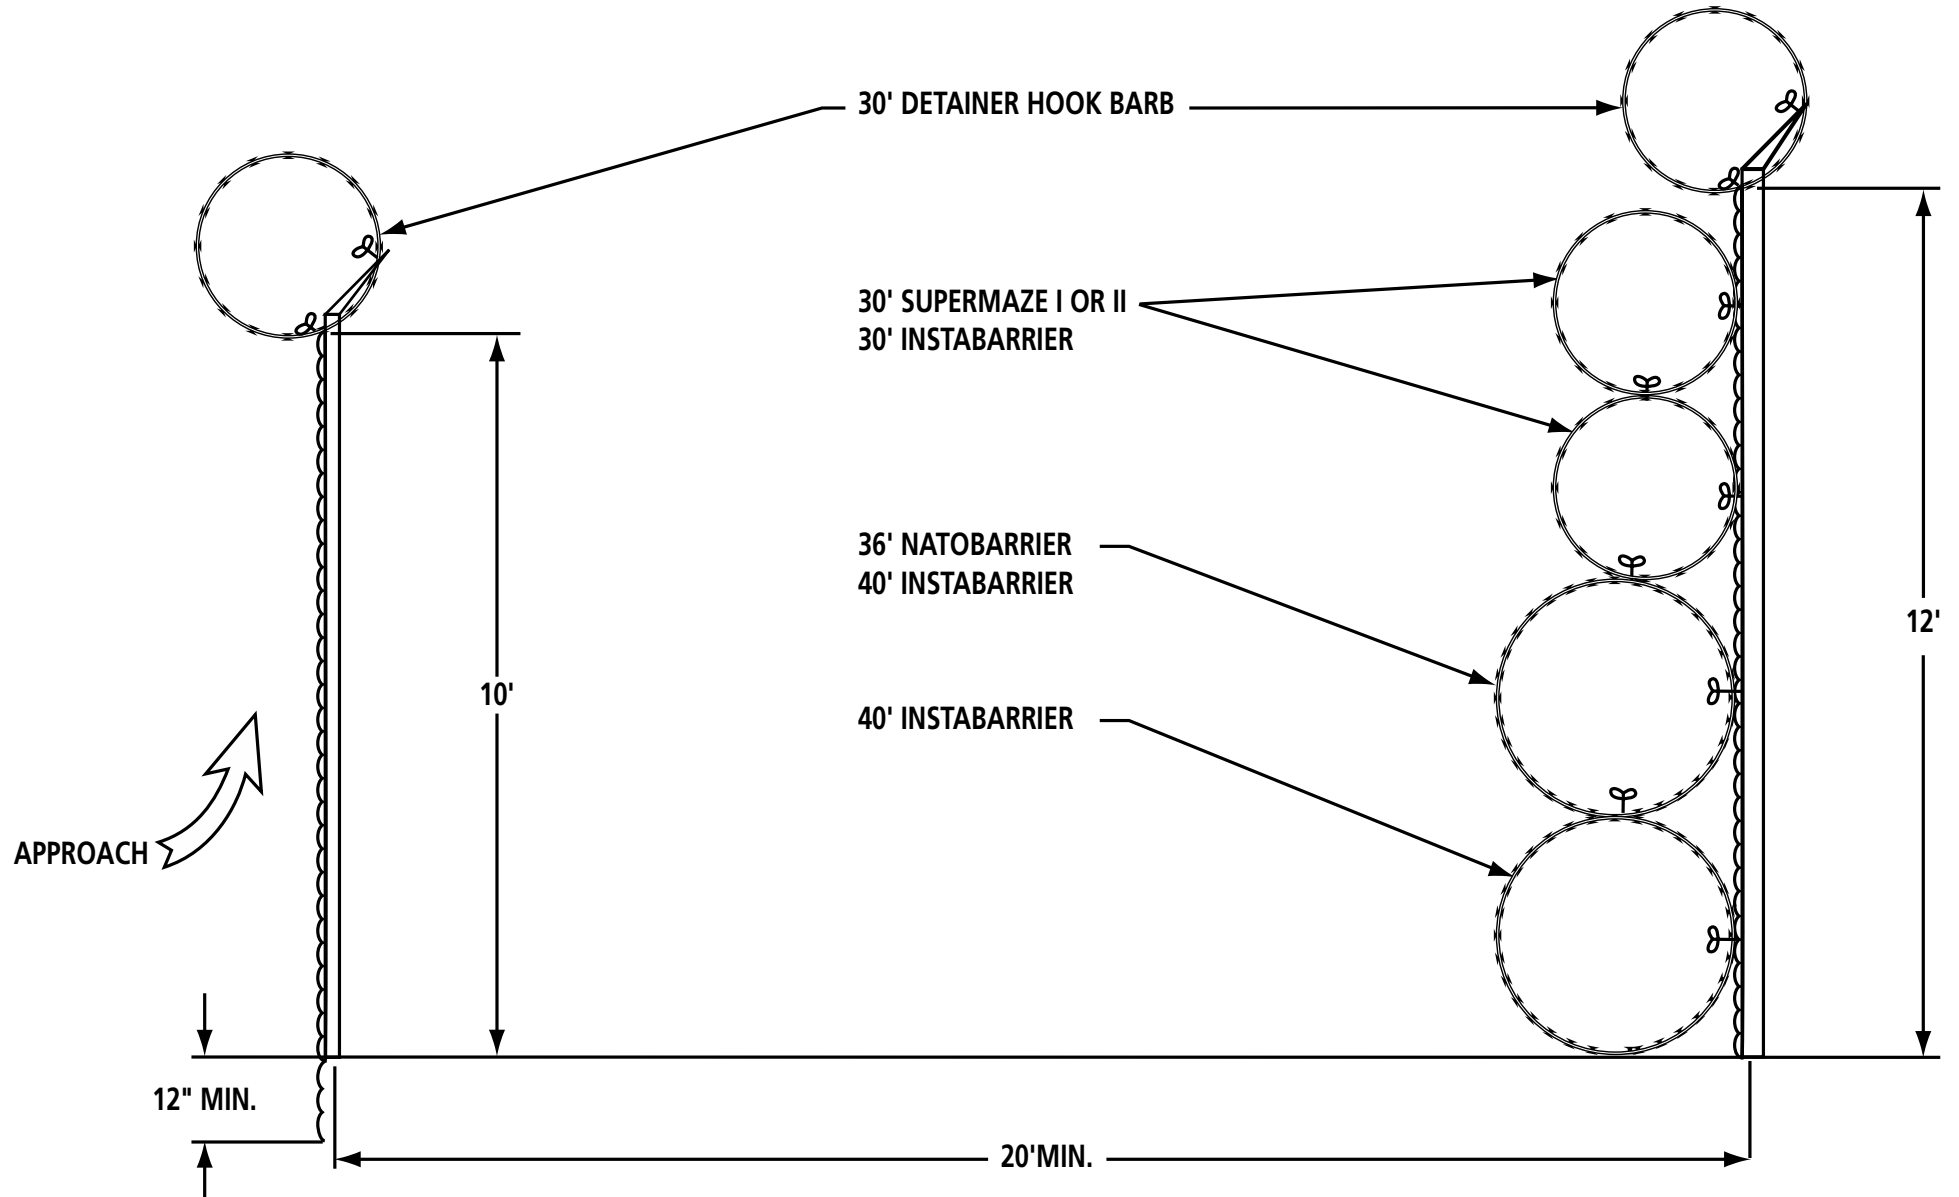 30' DETAINER HOOK BARB
30' SUPERMAZE I OR II
30' INSTABARRIER
36' NATOBARRIER
40' INSTABARRIER
12'
10'
40' INSTABARRIER
APPROACH
12" MIN.
20'MIN.